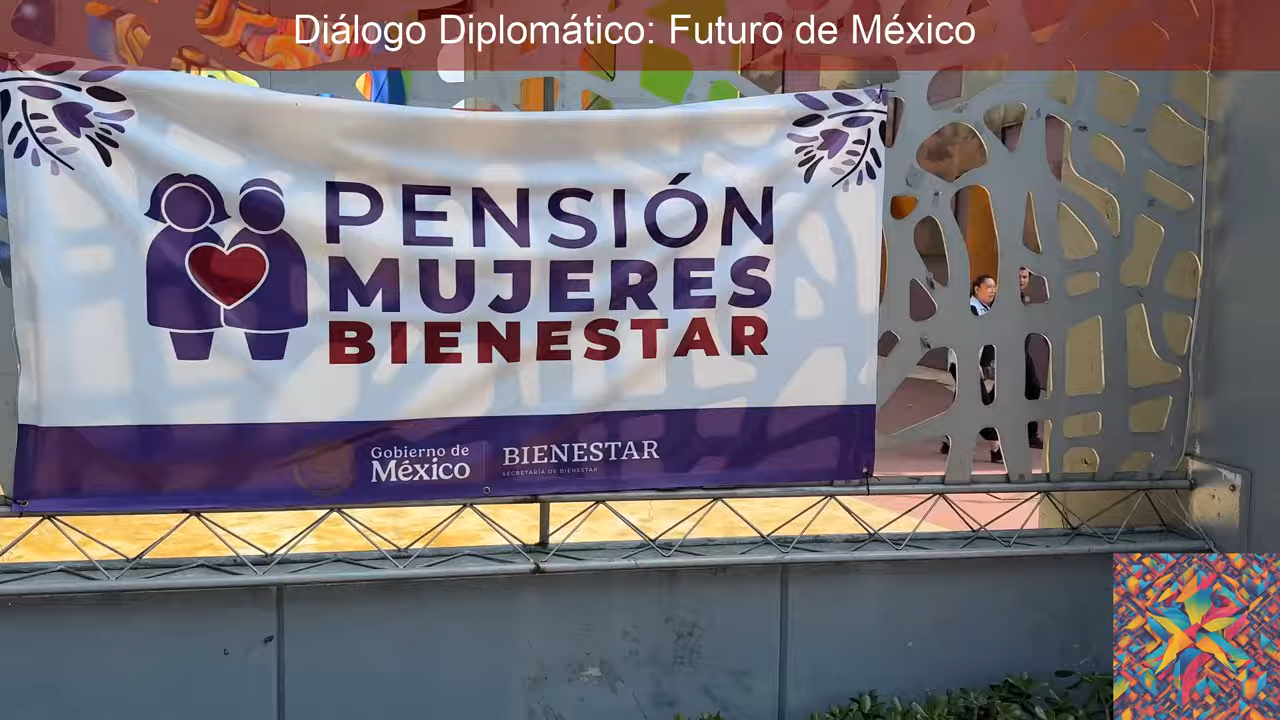 Diálogo Diplomático: Futuro de México
PENSIÓN
MUJERES
BIENESTAR
Gobierno de
México
BIENESTAR
SECRETARÍA DE BIENESTAR